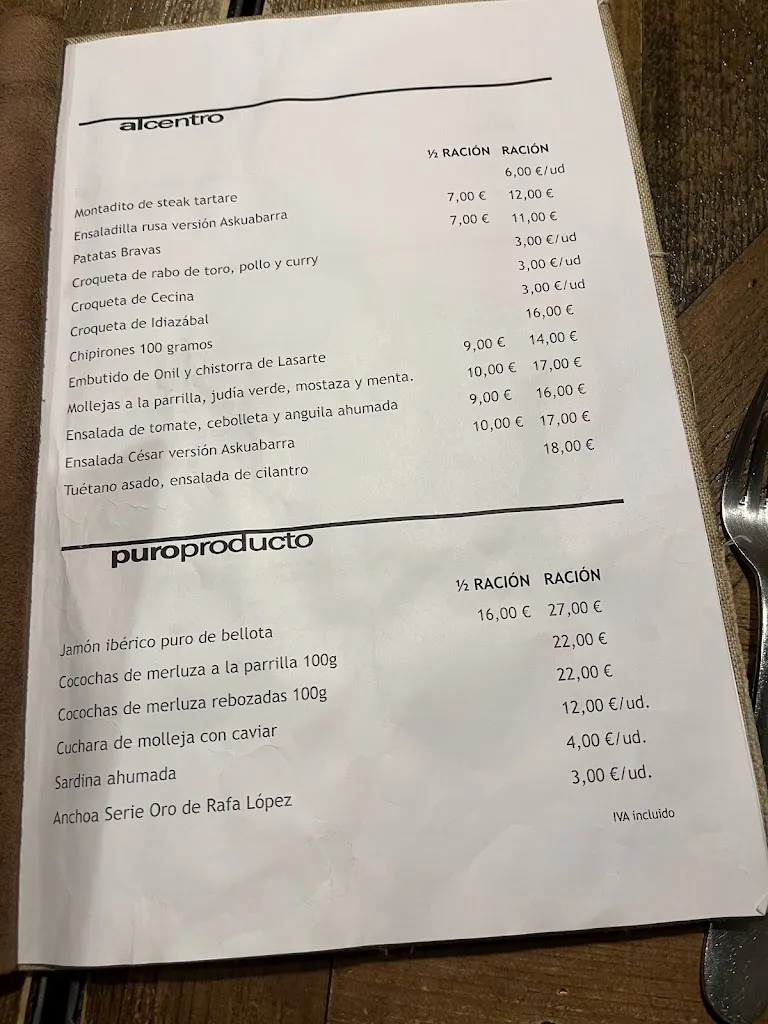 alcentro
½ RACIÓN RACIÓN
Montadito de steak tartare 6,00 €/ud
Ensaladilla rusa versión Askuabarra 7,00 € 12,00 €
Patatas Bravas 7,00 € 11,00 €
Croqueta de rabo de toro, pollo y curry 3,00 €/ud
Croqueta de Cecina 3,00 €/ud
Croqueta de Idiazábal 3,00 €/ud
Chipirones 100 gramos 16,00 €
Embutido de Onil y chistorra de Lasarte 9,00 € 14,00 €
Mollejas a la parrilla, judía verde, mostaza y menta. 10,00 € 17,00 €
Ensalada de tomate, cebolleta y anguila ahumada 9,00 € 16,00 €
Ensalada César versión Askuabarra 10,00 € 17,00 €
Tuétano asado, ensalada de cilantro 18,00 €
puroproducto
½ RACIÓN RACIÓN
Jamón ibérico puro de bellota 16,00 € 27,00 €
Cocochas de merluza a la parrilla 100g 22,00 €
Cocochas de merluza rebozadas 100g 22,00 €
Cuchara de molleja con caviar 12,00 €/ud.
Sardina ahumada 4,00 €/ud.
Anchoa Serie Oro de Rafa López 3,00 €/ud.
IVA incluido